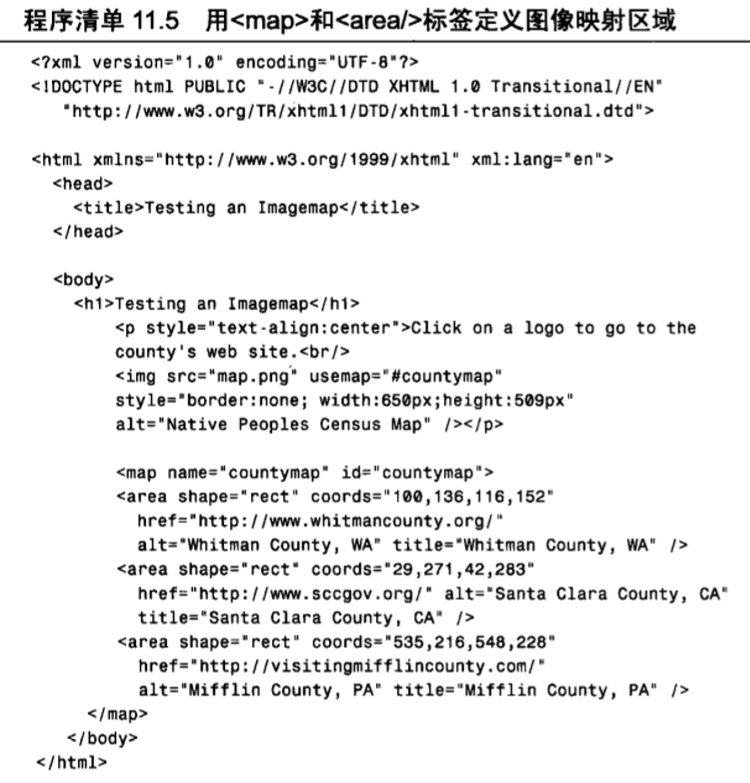 程序清单 11.5 用<map>和<area/>标签定义图像映射区域
<?xml version="1.0" encoding="UTF-8"?>
<!DOCTYPE html PUBLIC "-//W3C//DTD XHTML 1.0 Transitional//EN"
"http://www.w3.org/TR/xhtml1/DTD/xhtml1-transitional.dtd">
<html xmlns="http://www.w3.org/1999/xhtml" xml:lang="en">
<head>
<title>Testing an Imagemap</title>
</head>
<body>
<h1>Testing an Imagemap</h1>
<p style="text-align:center">Click on a logo to go to the
county's web site.<br/>
<img src="map.png" usemap="#countymap"
style="border:none; width:650px;height:509px"
alt="Native Peoples Census Map" /></p>
<map name="countymap" id="countymap">
<area shape="rect" coords="100,136,116,152"
href="http://www.whitmancounty.org/"
alt="Whitman County, WA" title="Whitman County, WA" />
<area shape="rect" coords="29,271,42,283"
href="http://www.sccgov.org/" alt="Santa Clara County, CA"
title="Santa Clara County, CA" />
<area shape="rect" coords="535,216,548,228"
href="http://visitingmifflincounty.com/"
alt="Mifflin County, PA" title="Mifflin County, PA" />
</map>
</body>
</html>